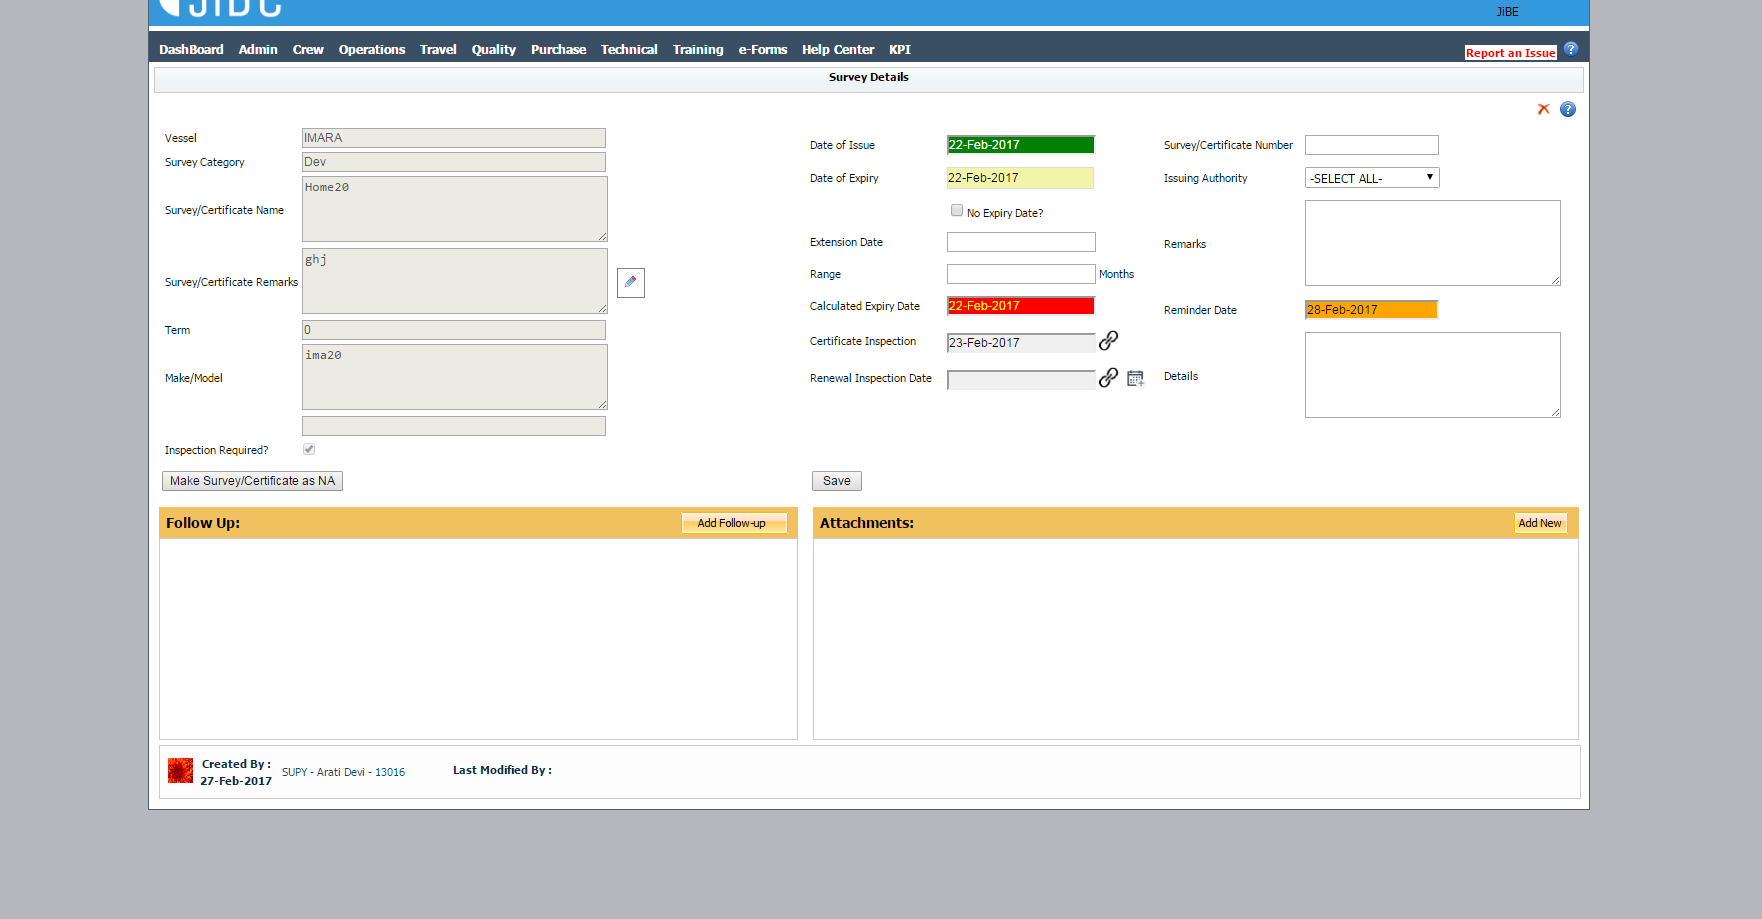 JiBE
JiBE
DashBoard Admin Crew Operations Travel Quality Purchase Technical Training e-Forms Help Center KPI
Report an Issue ?
Survey Details
?
Vessel IMARA
Survey Category Dev
Survey/Certificate Name Home20
Survey/Certificate Remarks ghj
Term 0
Make/Model ima20
Inspection Required?
Make Survey/Certificate as NA
Date of Issue 22-Feb-2017
Date of Expiry 22-Feb-2017
No Expiry Date?
Extension Date
Range Months
Calculated Expiry Date 22-Feb-2017
Certificate Inspection 23-Feb-2017
Renewal Inspection Date
Save
Survey/Certificate Number
Issuing Authority -SELECT ALL-
Remarks
Reminder Date 28-Feb-2017
Details
Follow Up: Add Follow-up
Attachments: Add New
Created By :
27-Feb-2017
SUPY - Arati Devi - 13016
Last Modified By :